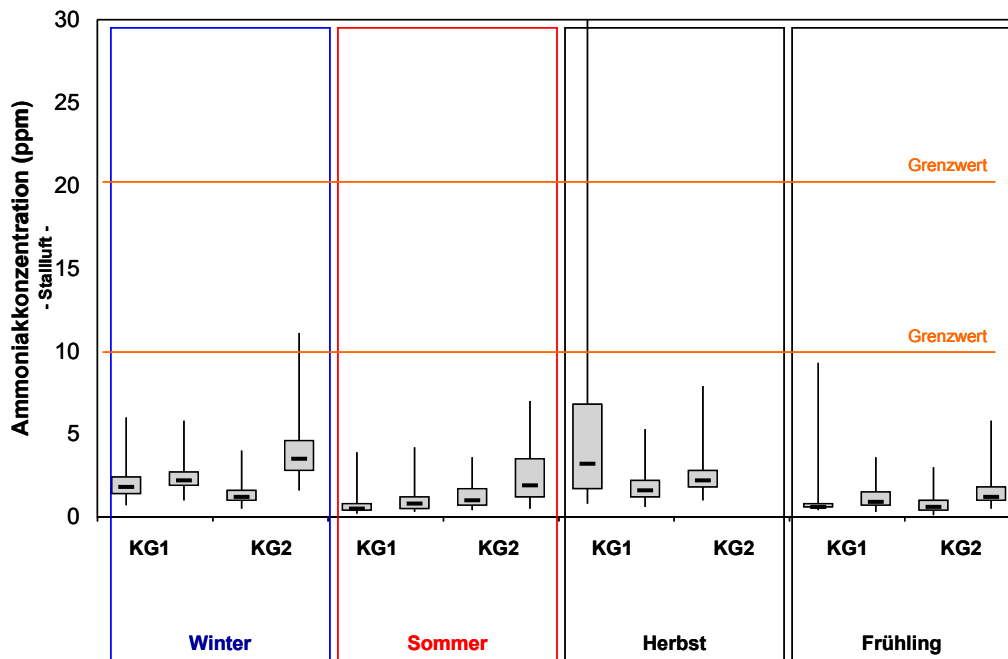 Ammoniakkonzentration (ppm)
- Stallluft -
30
25
20
15
10
5
0
Grenzwert
Grenzwert
KG1
KG2
KG1
KG2
KG1
KG2
KG1
KG2
Winter
Sommer
Herbst
Frühling